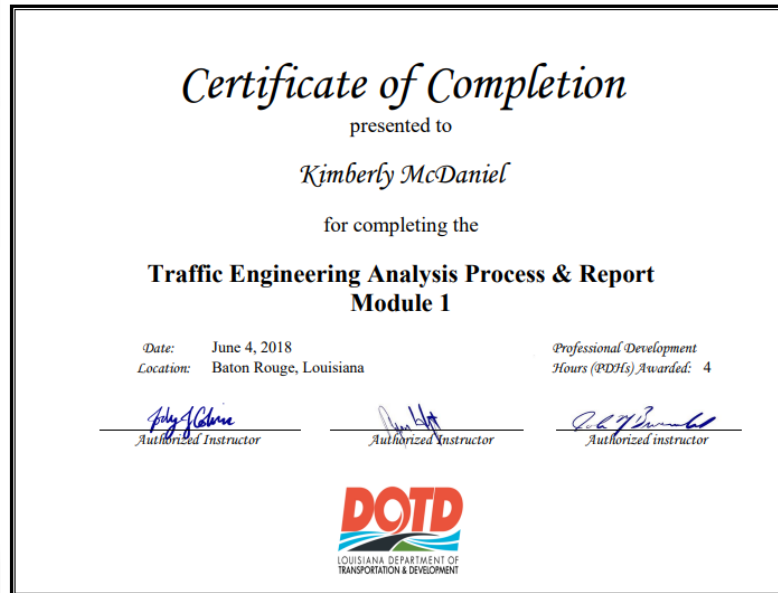 Certificate of Completion
presented to
Kimberly McDaniel
for completing the
Traffic Engineering Analysis Process & Report
Module 1
Date: June 4, 2018
Location: Baton Rouge, Louisiana
Professional Development
Hours (PDHs) Awarded: 4
Authorized Instructor
Authorized Instructor
Authorized instructor
DOTD
LOUISIANA DEPARTMENT OF
TRANSPORTATION & DEVELOPMENT